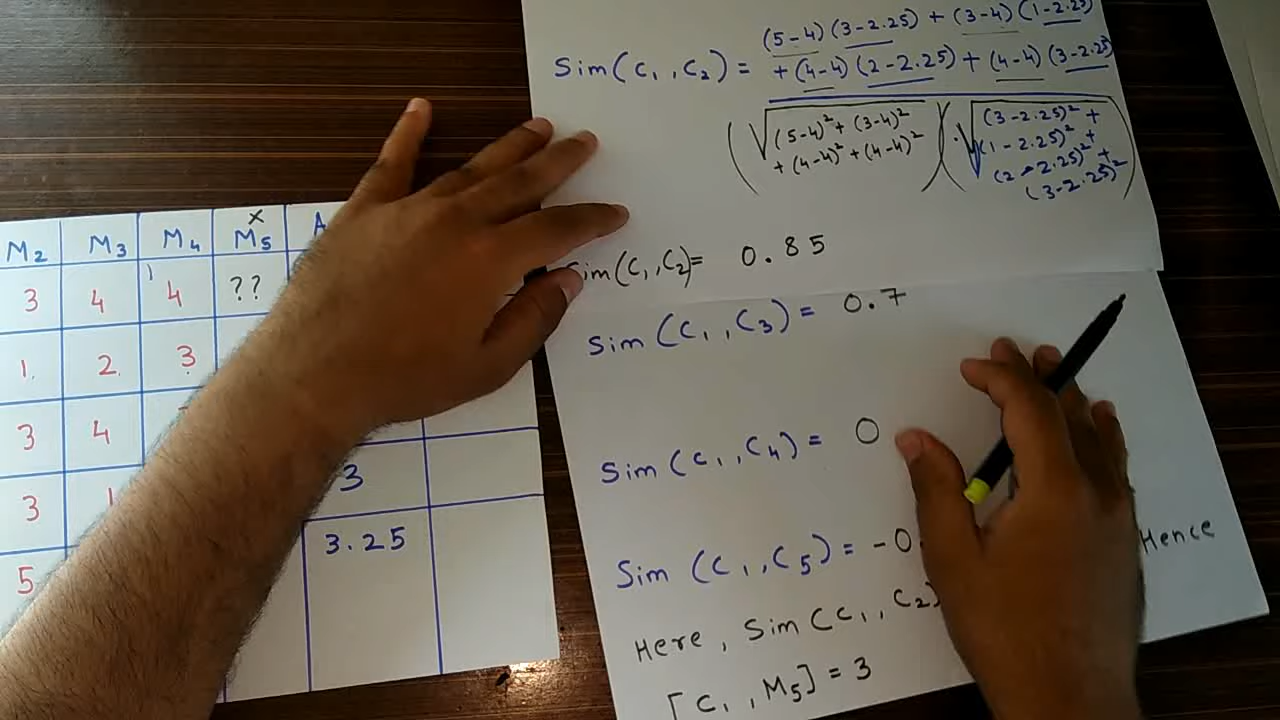 Sim(C1, C2) = (5-4)(3-2.25) + (3-4)(1-2.25)
+ (4-4)(2-2.25) + (4-4)(3-2.25)
(√(5-4)² + (3-4)² + (4-4)² + (4-4)²) · (√(3-2.25)² + (1-2.25)² + (2-2.25)² + (3-2.25)²)
Sim(C1, C2) = 0.85
Sim(C1, C3) = 0.7
Sim(C1, C4) = 0
Sim(C1, C5) = -0
Hence
Here, Sim(C1, C2)
[C1, M5] = 3
X
M2 M3 M4 M5 A
3 4 4 ??
1. 2. 3.
3 4
3 1 3
5 3.25